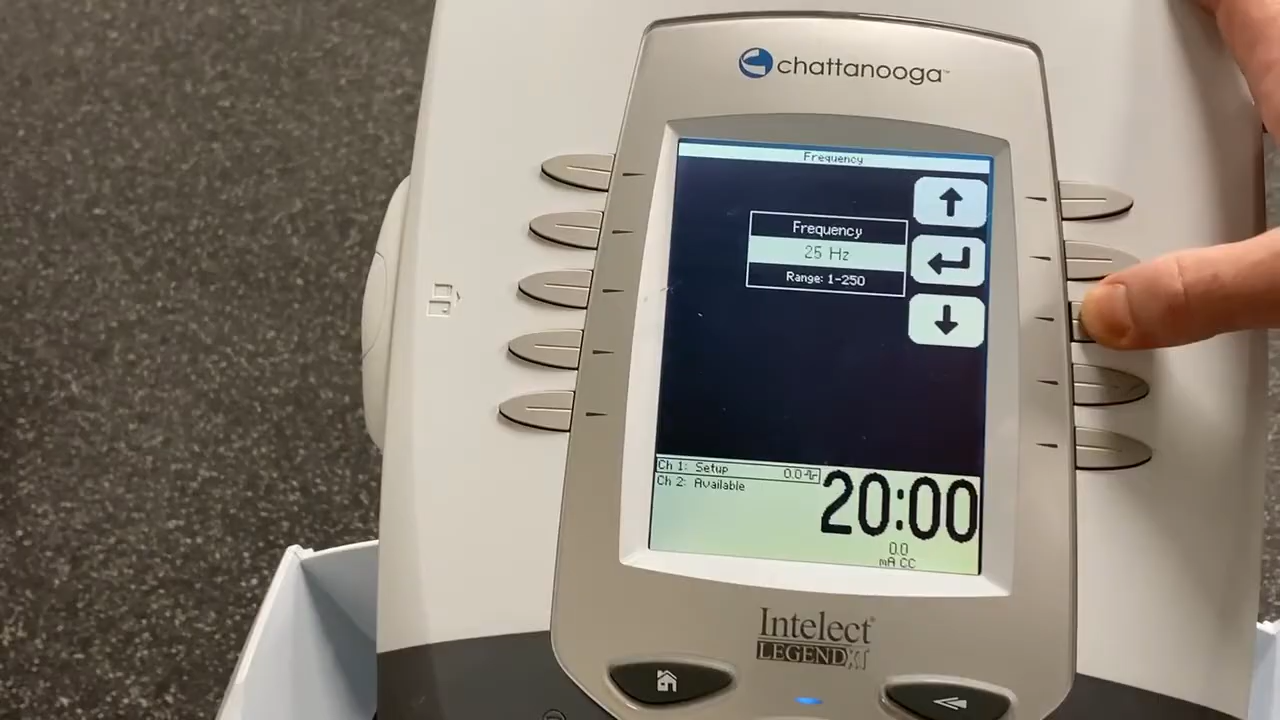 chattanooga™
Frequency
Frequency
25 Hz
Range: 1-250
Ch 1: Setup 0.0
Ch 2: Available
20:00
0.0
mA CC
Intelect®
LEGEND XT